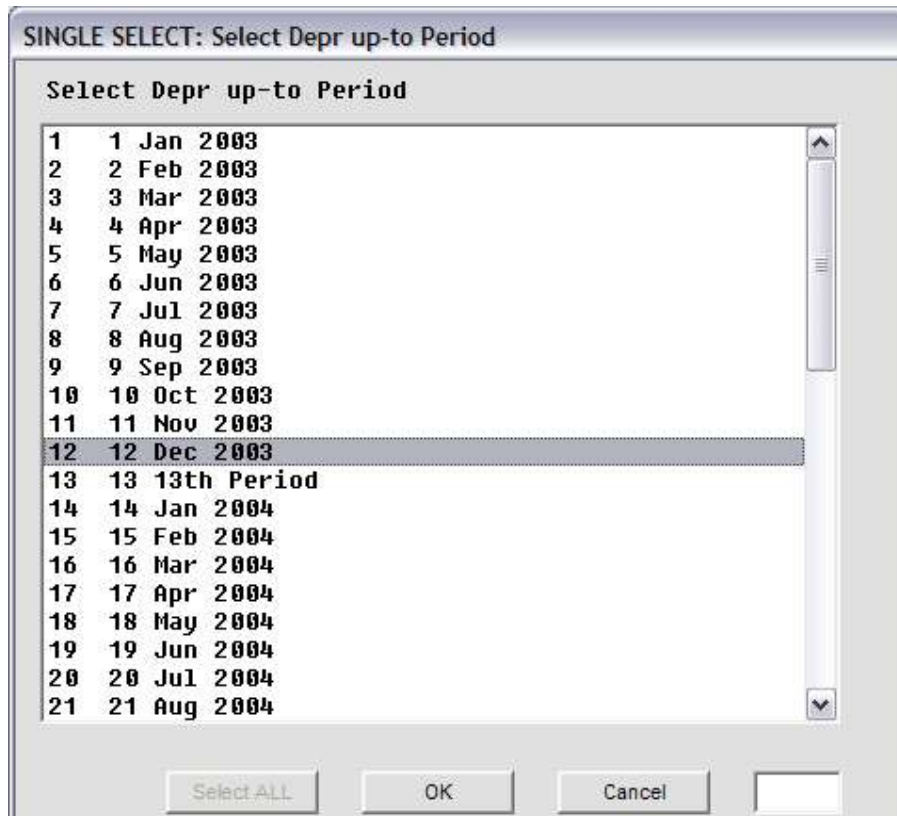 SINGLE SELECT: Select Depr up-to Period
Select Depr up-to Period
1 1 Jan 2003
2 2 Feb 2003
3 3 Mar 2003
4 4 Apr 2003
5 5 May 2003
6 6 Jun 2003
7 7 Jul 2003
8 8 Aug 2003
9 9 Sep 2003
10 10 Oct 2003
11 11 Nov 2003
12 12 Dec 2003
13 13 13th Period
14 14 Jan 2004
15 15 Feb 2004
16 16 Mar 2004
17 17 Apr 2004
18 18 May 2004
19 19 Jun 2004
20 20 Jul 2004
21 21 Aug 2004
Select ALL OK Cancel